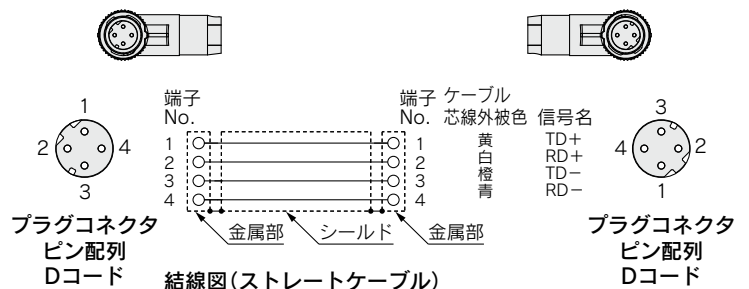 1
2
4
3
プラグコネクタ
ピン配列
Dコード
端子
No.
1
2
3
4
金属部
シールド
金属部
結線図(ストレートケーブル)
端子 ケーブル
No. 芯線外被色 信号名
1 黄 TD+
2 白 RD+
3 橙 TD−
4 青 RD−
3
4
2
1
プラグコネクタ
ピン配列
Dコード